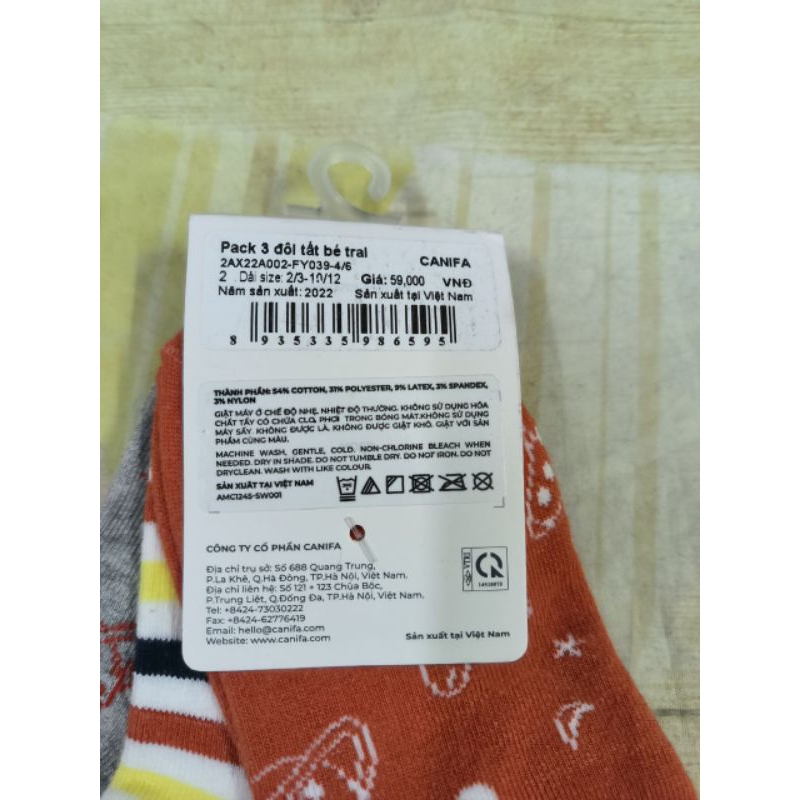 Pack 3 đôi tất bé trai
2AX22A002-FY039-4/6 CANIFA
2 Dải size: 2/3-10/12 Giá: 59,000 VNĐ
Năm sản xuất: 2022 Sản xuất tại Việt Nam
8 935335 986595
THÀNH PHẦN: 54% COTTON, 31% POLYESTER, 9% LATEX, 3% SPANDEX,
3% NYLON
GIẶT MÁY Ở CHẾ ĐỘ NHẸ, NHIỆT ĐỘ THƯỜNG. KHÔNG SỬ DỤNG HÓA
CHẤT TẨY CÓ CHỨA CLO, PHƠI TRONG BÓNG MÁT.KHÔNG SỬ DỤNG
MÁY SẤY. KHÔNG ĐƯỢC LÀ. KHÔNG ĐƯỢC GIẶT KHÔ. GIẶT VỚI SẢN
PHẨM CÙNG MÀU.
MACHINE WASH, GENTLE, COLD. NON-CHLORINE BLEACH WHEN
NEEDED. DRY IN SHADE. DO NOT TUMBLE DRY. DO NOT IRON. DO NOT
DRYCLEAN. WASH WITH LIKE COLOUR.
SẢN XUẤT TẠI VIỆT NAM
AMC1245-SW001
CÔNG TY CỔ PHẦN CANIFA
Địa chỉ trụ sở: Số 688 Quang Trung,
P.La Khê, Q.Hà Đông, TP.Hà Nội, Việt Nam.
Địa chỉ liên hệ: Số 121 + 123 Chùa Bộc,
P.Trung Liệt, Q.Đống Đa, TP.Hà Nội, Việt Nam.
Tel: +8424-73030222
Fax: +8424-62776419
Email: hello@canifa.com
Website: www.canifa.com
Sản xuất tại Việt Nam